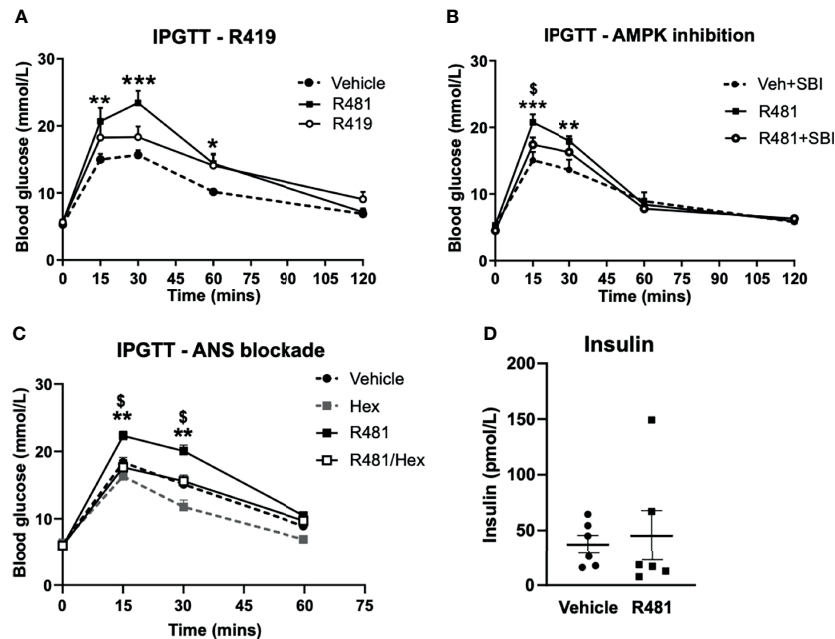 A
IPGTT - R419
Blood glucose (mmol/L)
30
20
10
0
** *** *
Vehicle
R481
R419
0 15 30 45 60 75 90 105 120
Time (mins)
B
IPGTT - AMPK inhibition
Blood glucose (mmol/L)
30
20
10
0
$
*** **
Veh+SBI
R481
R481+SBI
0 15 30 45 60 75 90 105 120
Time (mins)
C
IPGTT - ANS blockade
Blood glucose (mmol/L)
30
20
10
0
$ $
** **
Vehicle
Hex
R481
R481/Hex
0 15 30 45 60 75
Time (mins)
D
Insulin
Insulin (pmol/L)
200
150
100
50
0
Vehicle R481